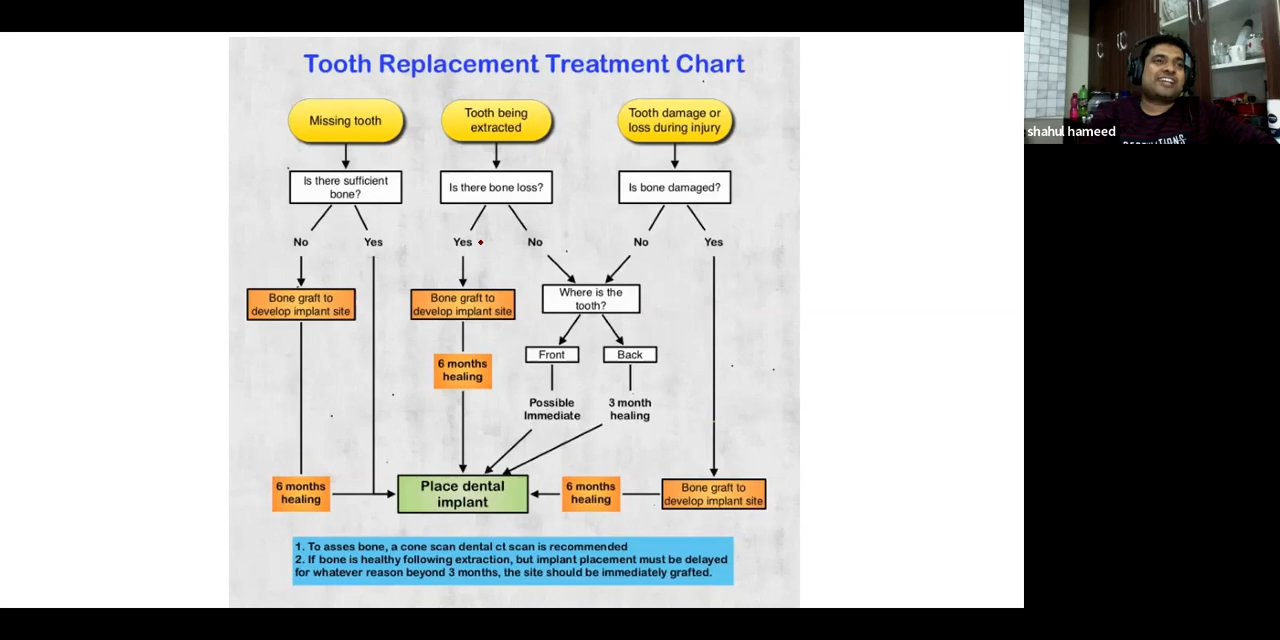 Tooth Replacement Treatment Chart
Missing tooth
Tooth being
extracted
Tooth damage or
loss during injury
Is there sufficient
bone?
Is there bone loss?
Is bone damaged?
No
Yes
Yes
No
No
Yes
Bone graft to
develop implant site
Bone graft to
develop implant site
Where is the
tooth?
Front
Back
6 months
healing
Possible
Immediate
3 month
healing
6 months
healing
Place dental
implant
6 months
healing
Bone graft to
develop implant site
1. To asses bone, a cone scan dental ct scan is recommended
2. If bone is healthy following extraction, but implant placement must be delayed
for whatever reason beyond 3 months, the site should be immediately grafted.
shahul hameed